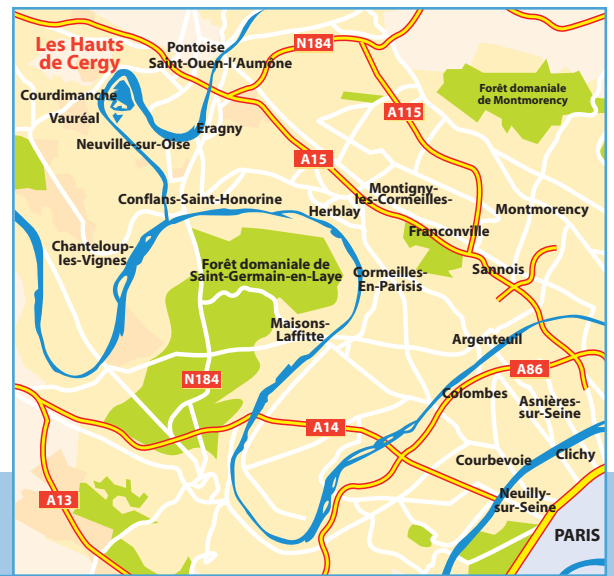 Les Hauts
de Cergy
Pontoise
Saint-Ouen-l'Aumône
N184
Courdimanche
Vauréal
Neuville-sur-Oise
Eragny
A115
Forêt domaniale
de Montmorency
A15
Conflans-Saint-Honorine
Herblay
Montigny-
les-Cormeilles-
Montmorency
Franconville
Chanteloup-
les-Vignes
Forêt domaniale de
Saint-Germain-en-Laye
Cormeilles-
En-Parisis
Sannois
Maisons-
Laffitte
Argenteuil
N184
A86
Colombes
Asnières-
sur-Seine
A14
Courbevoie
Clichy
A13
Neuilly-
sur-Seine
PARIS